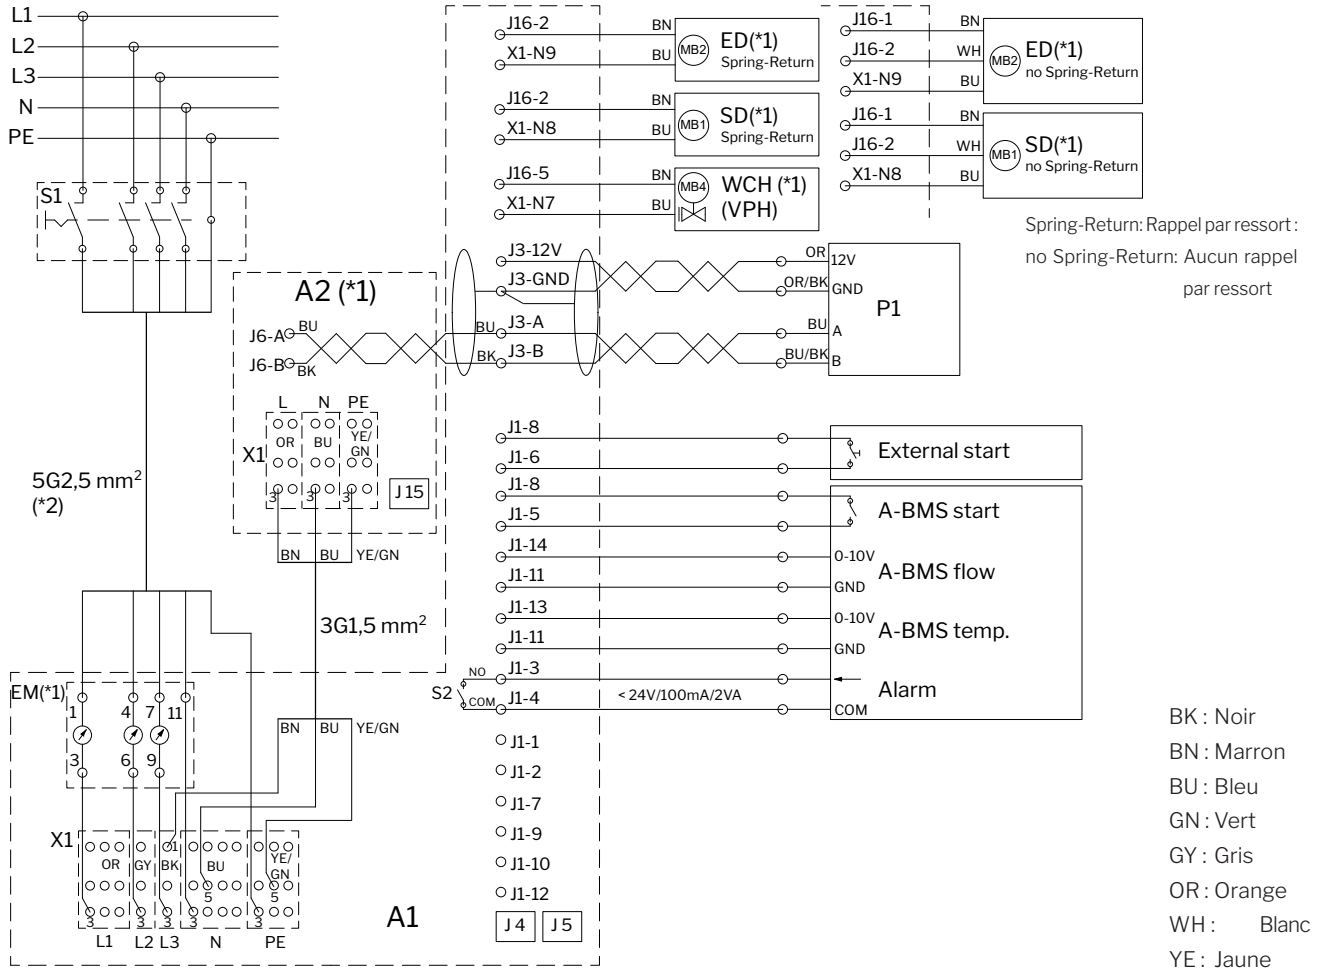 L1
L2
L3
N
PE
S1
5G2,5 mm²
(*2)
J16-2
BN
X1-N9
BU
MB2
ED(*1)
Spring-Return
J16-2
BN
X1-N8
BU
MB1
SD(*1)
Spring-Return
J16-5
BN
X1-N7
BU
MB4
WCH (*1)
(VPH)
J16-1
BN
J16-2
WH
X1-N9
BU
MB2
ED(*1)
no Spring-Return
J16-1
BN
J16-2
WH
X1-N8
BU
MB1
SD(*1)
no Spring-Return
Spring-Return: Rappel par ressort :
no Spring-Return: Aucun rappel
par ressort
A2 (*1)
J6-A
BU
J6-B
BK
BU
BK
J3-12V
J3-GND
J3-A
J3-B
OR
12V
OR/BK
GND
BU
A
BU/BK
B
P1
L
N
PE
X1
OR
BU
YE/
GN
3
3
3
J 15
BN
BU
YE/GN
3G1,5 mm²
BN
BU
YE/GN
J1-8
J1-6
External start
J1-8
J1-5
A-BMS start
J1-14
0-10V
J1-11
GND
A-BMS flow
J1-13
0-10V
J1-11
GND
A-BMS temp.
S2
NO
J1-3
COM
J1-4
< 24V/100mA/2VA
Alarm
COM
J1-1
J1-2
J1-7
J1-9
J1-10
J1-12
J 4
J 5
EM(*1)
1
4
7
11
3
6
9
X1
OR
GY
BK
1
BU
YE/
GN
5
5
3
3
3
3
3
L1
L2
L3
N
PE
A1
BK : Noir
BN : Marron
BU : Bleu
GN : Vert
GY : Gris
OR : Orange
WH : Blanc
YE : Jaune